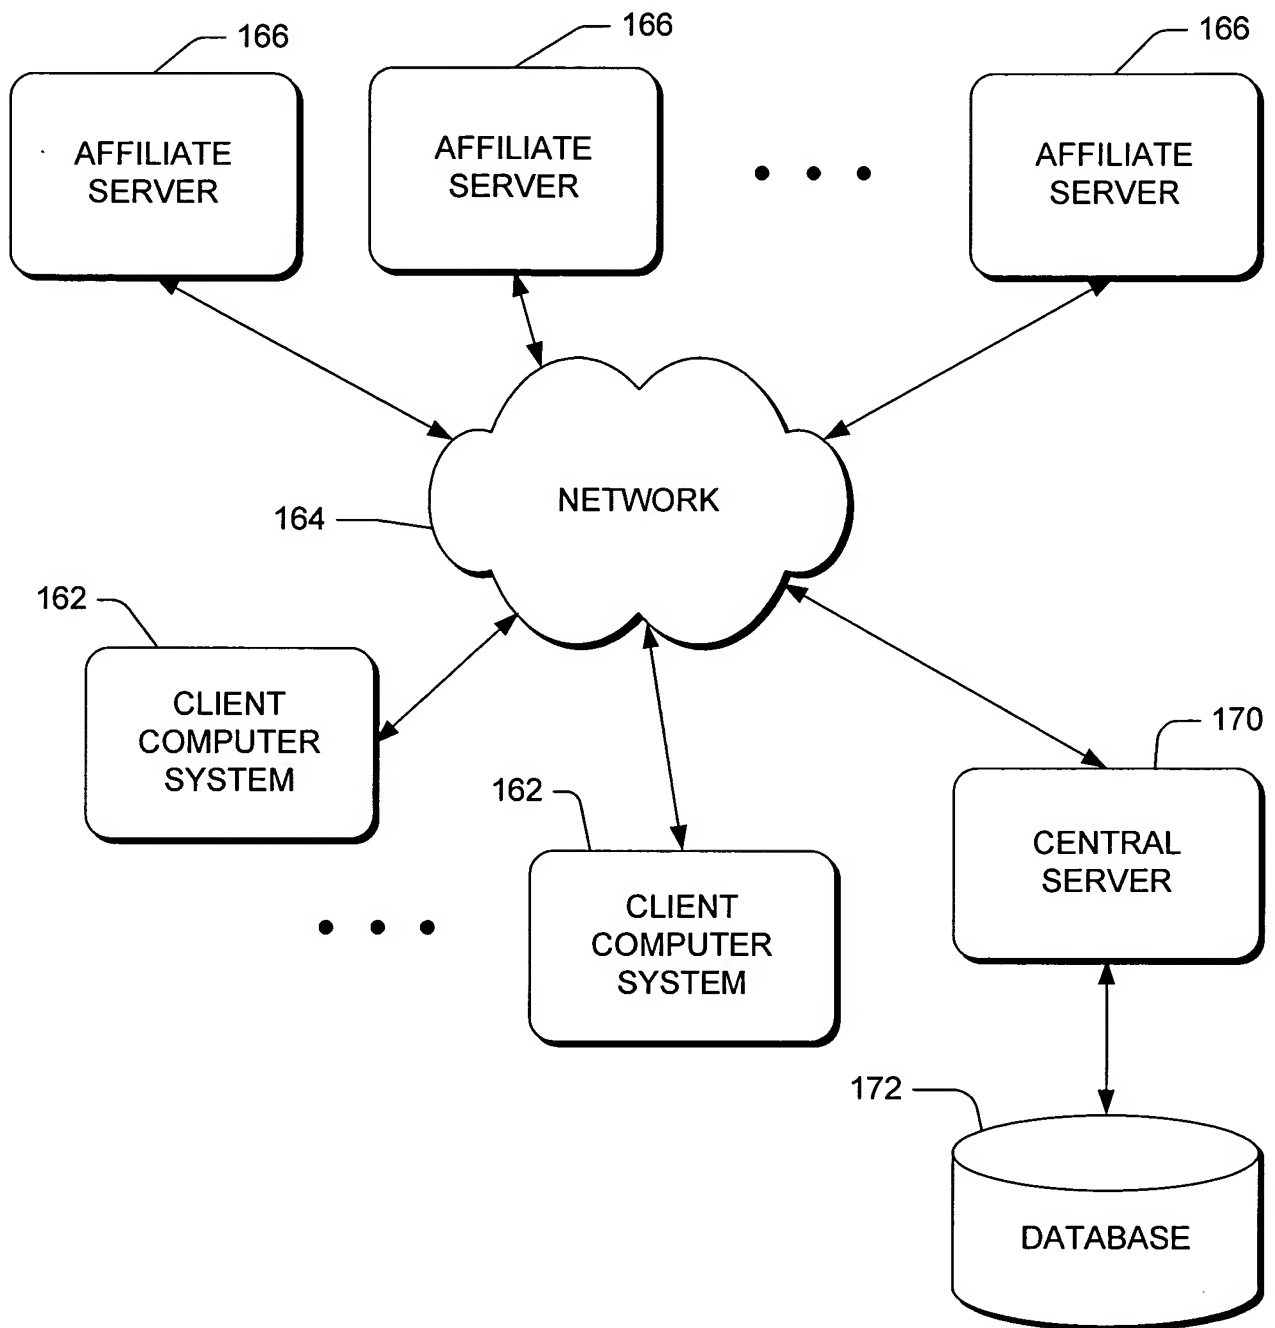 166
166
166
AFFILIATE
SERVER
AFFILIATE
SERVER
AFFILIATE
SERVER
NETWORK
164
162
CLIENT
COMPUTER
SYSTEM
170
162
CENTRAL
SERVER
CLIENT
COMPUTER
SYSTEM
172
DATABASE